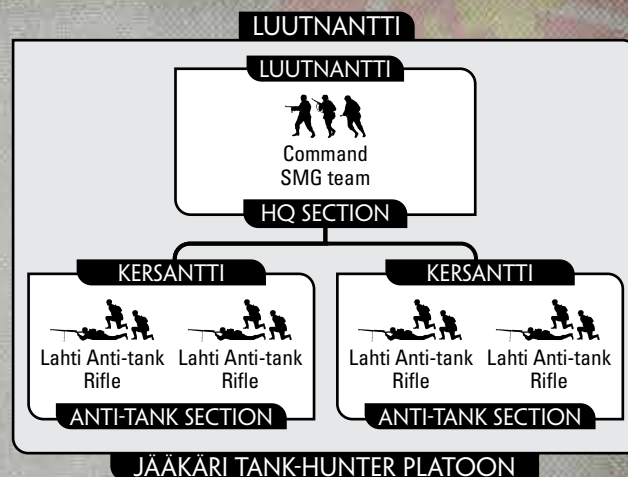 LUUTNANTTI
LUUTNANTTI
Command
SMG team
HQ SECTION
KERSANTTI
Lahti Anti-tank
Rifle
Lahti Anti-tank
Rifle
ANTI-TANK SECTION
KERSANTTI
Lahti Anti-tank
Rifle
Lahti Anti-tank
Rifle
ANTI-TANK SECTION
JÄÄKÄRI TANK-HUNTER PLATOON